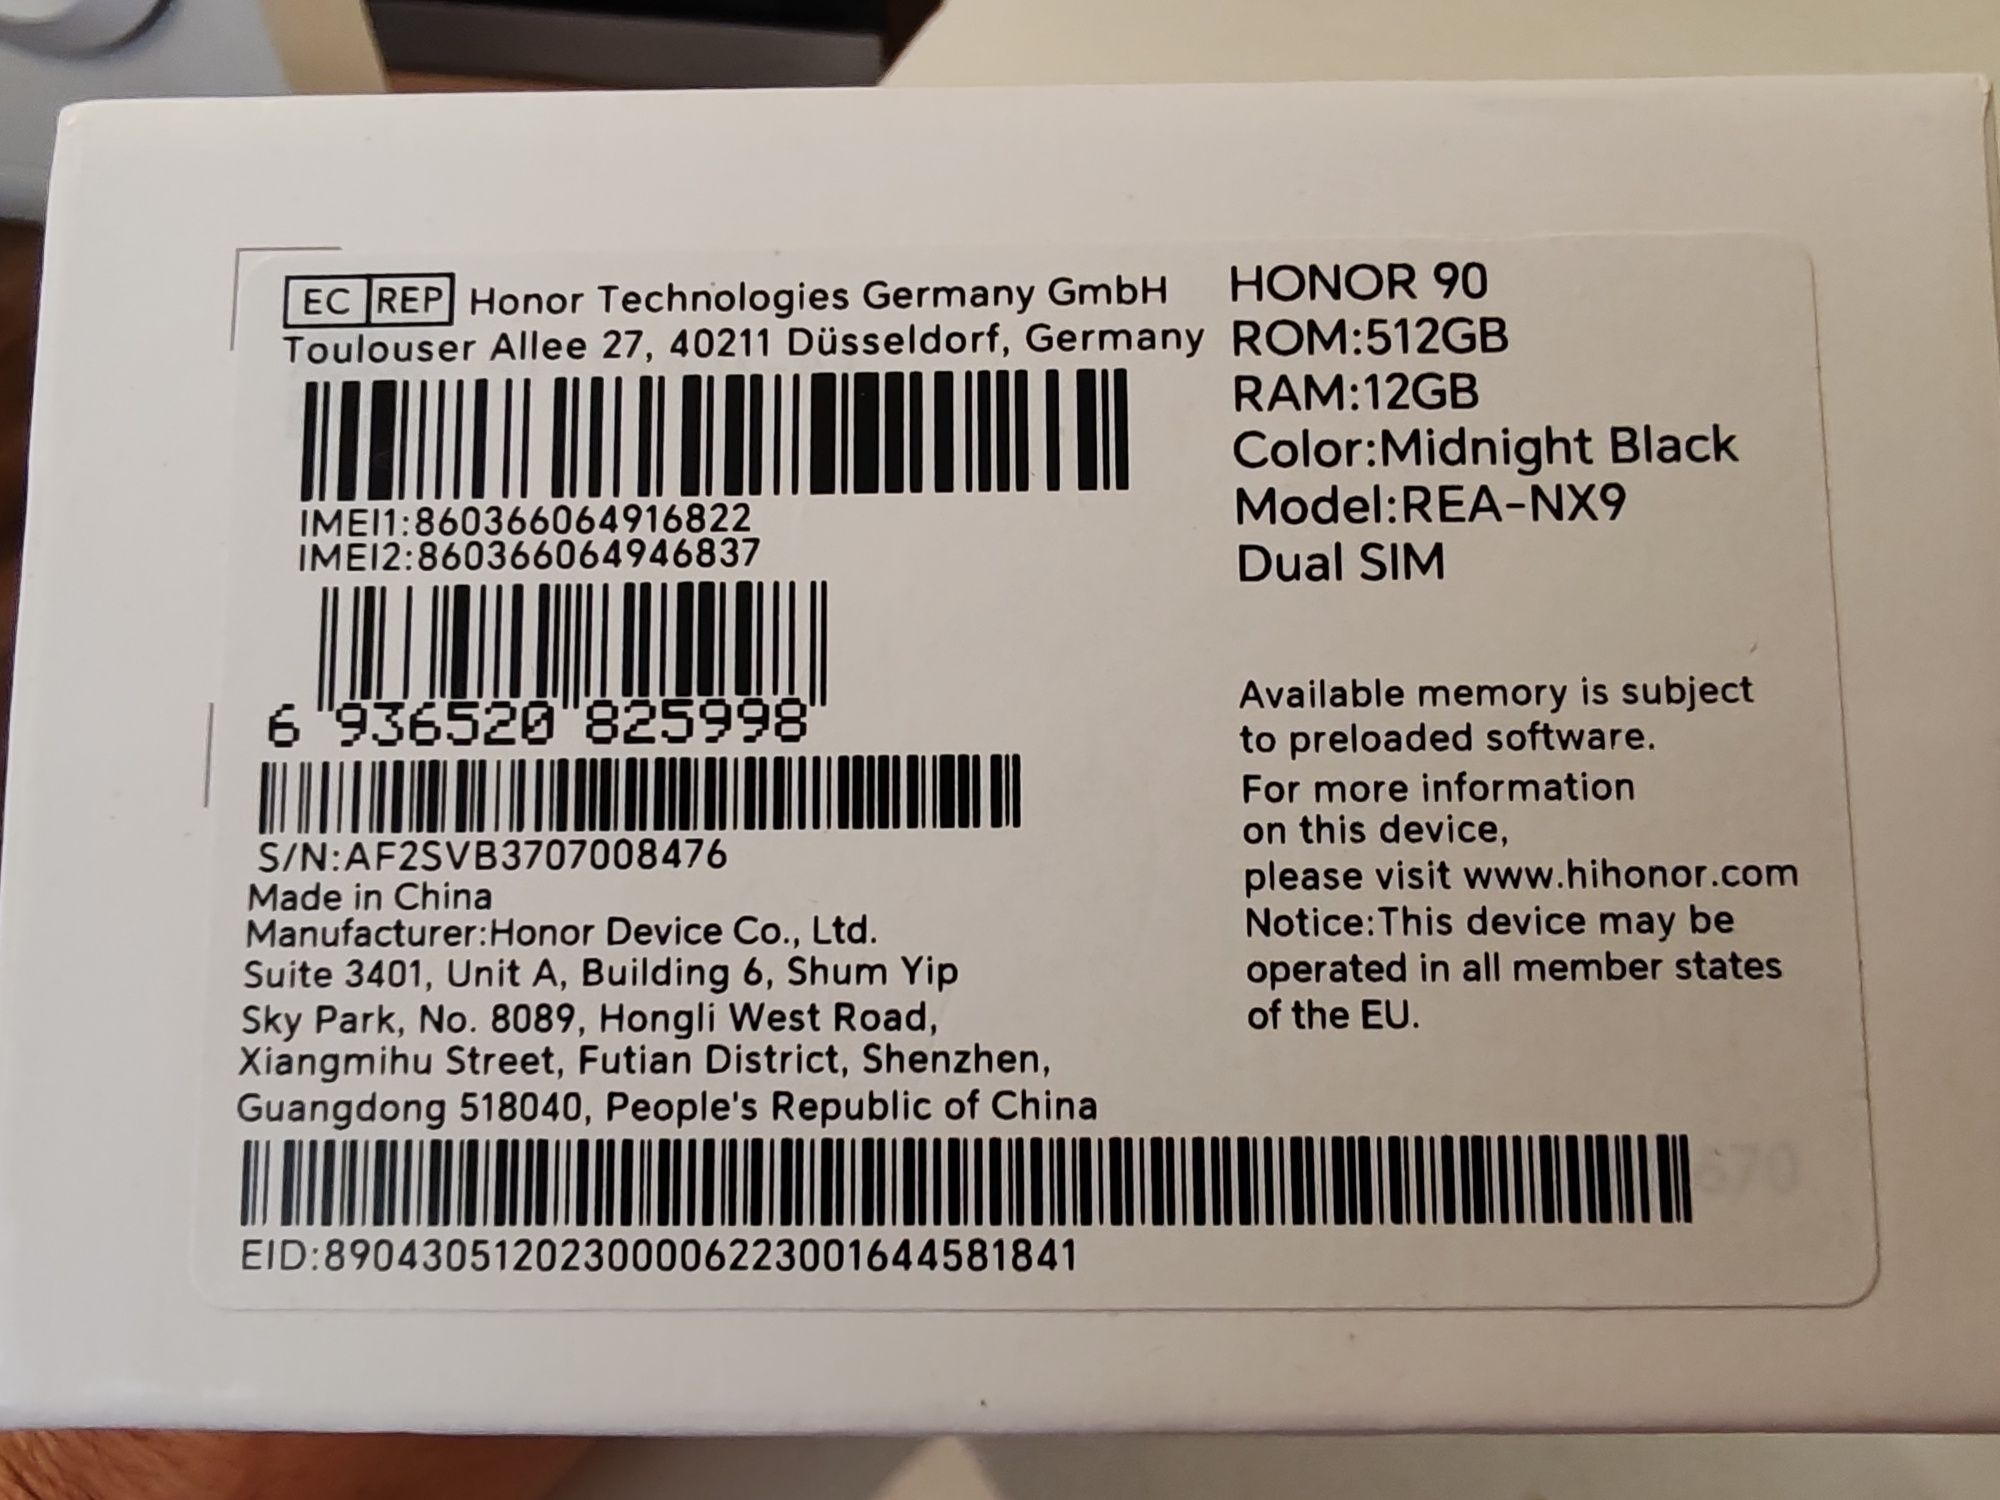 EC REP Honor Technologies Germany GmbH
Toulouser Allee 27, 40211 Düsseldorf, Germany
IMEI1:860366064916822
IMEI2:860366064946837
6 936520 825998
S/N:AF2SVB3707008476
Made in China
Manufacturer:Honor Device Co., Ltd.
Suite 3401, Unit A, Building 6, Shum Yip
Sky Park, No. 8089, Hongli West Road,
Xiangmihu Street, Futian District, Shenzhen,
Guangdong 518040, People's Republic of China
EID:89043051202300006223001644581841
HONOR 90
ROM:512GB
RAM:12GB
Color:Midnight Black
Model:REA-NX9
Dual SIM
Available memory is subject
to preloaded software.
For more information
on this device,
please visit www.hihonor.com
Notice:This device may be
operated in all member states
of the EU.